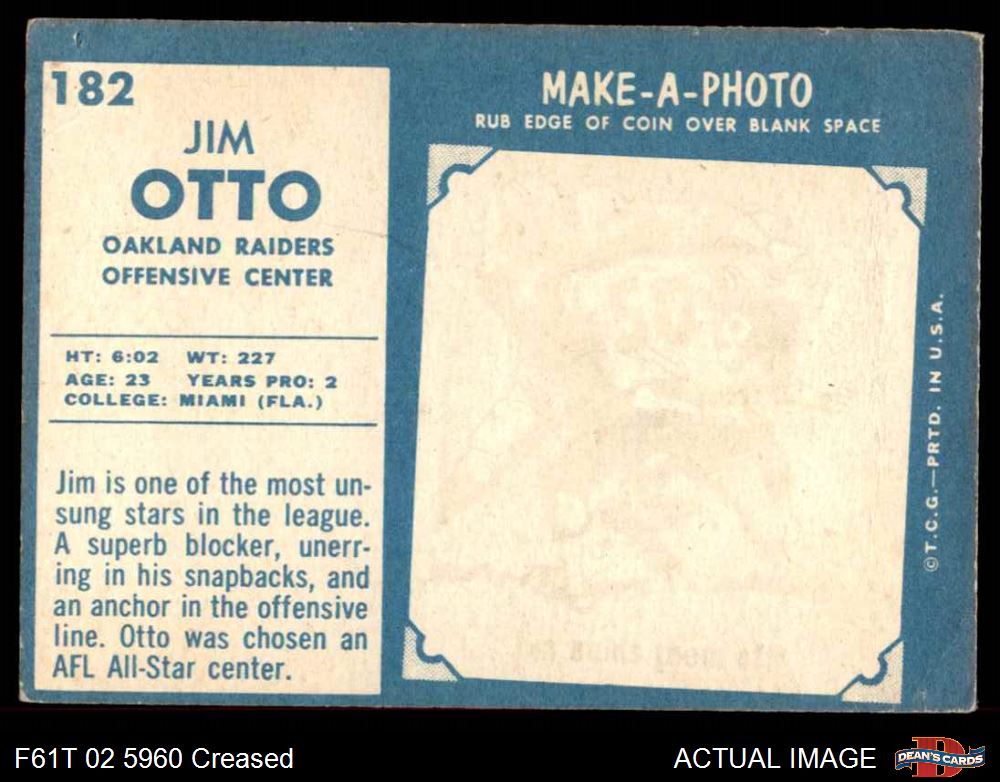 182
JIM
OTTO
OAKLAND RAIDERS
OFFENSIVE CENTER
HT: 6:02 WT: 227
AGE: 23 YEARS PRO: 2
COLLEGE: MIAMI (FLA.)
Jim is one of the most un-
sung stars in the league.
A superb blocker, unerr-
ing in his snapbacks, and
an anchor in the offensive
line. Otto was chosen an
AFL All-Star center.
MAKE-A-PHOTO
RUB EDGE OF COIN OVER BLANK SPACE
©T.C.G.—PRTD. IN U.S.A.
F61T 02 5960 Creased
ACTUAL IMAGE
D
DEAN'S CARDS